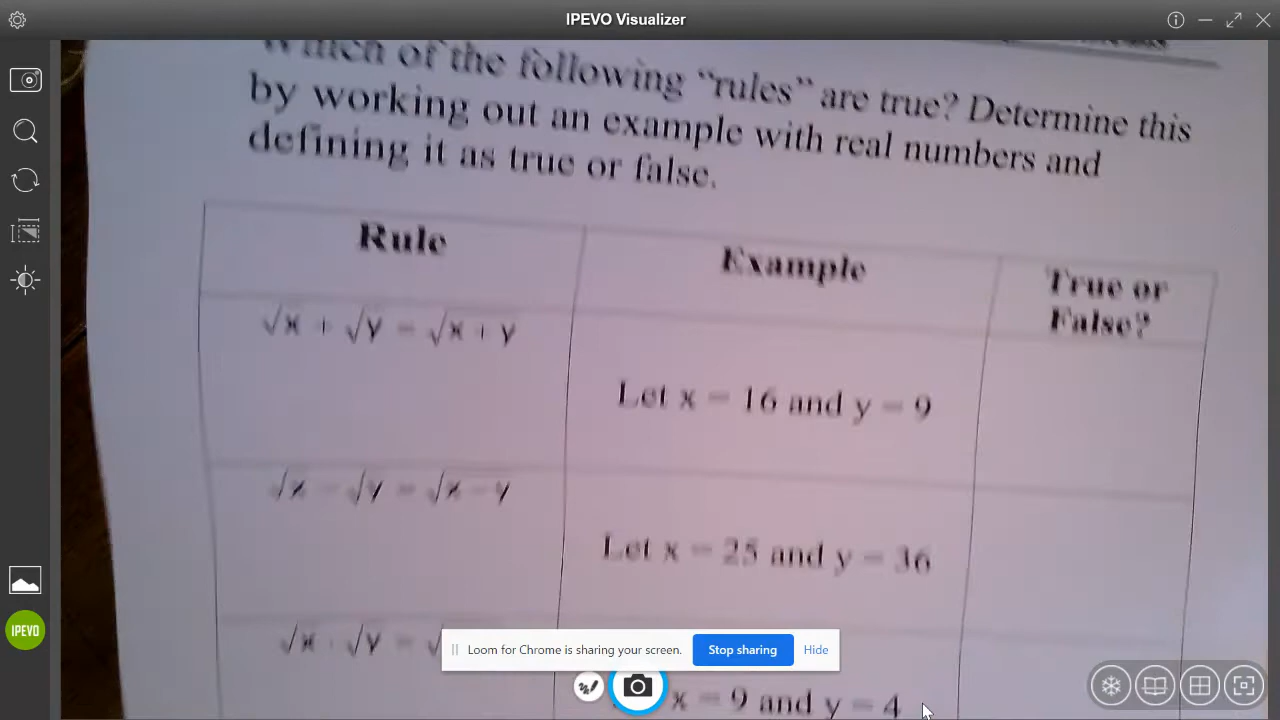 IPEVO Visualizer
Which of the following “rules” are true? Determine this
by working out an example with real numbers and
defining it as true or false.
Rule
Example
True or
False?
√x + √y = √x + y
Let x = 16 and y = 9
√x − √y = √x − y
Let x = 25 and y = 36
√x · √y = √
x = 9 and y = 4
Loom for Chrome is sharing your screen.
Stop sharing
Hide
IPEVO